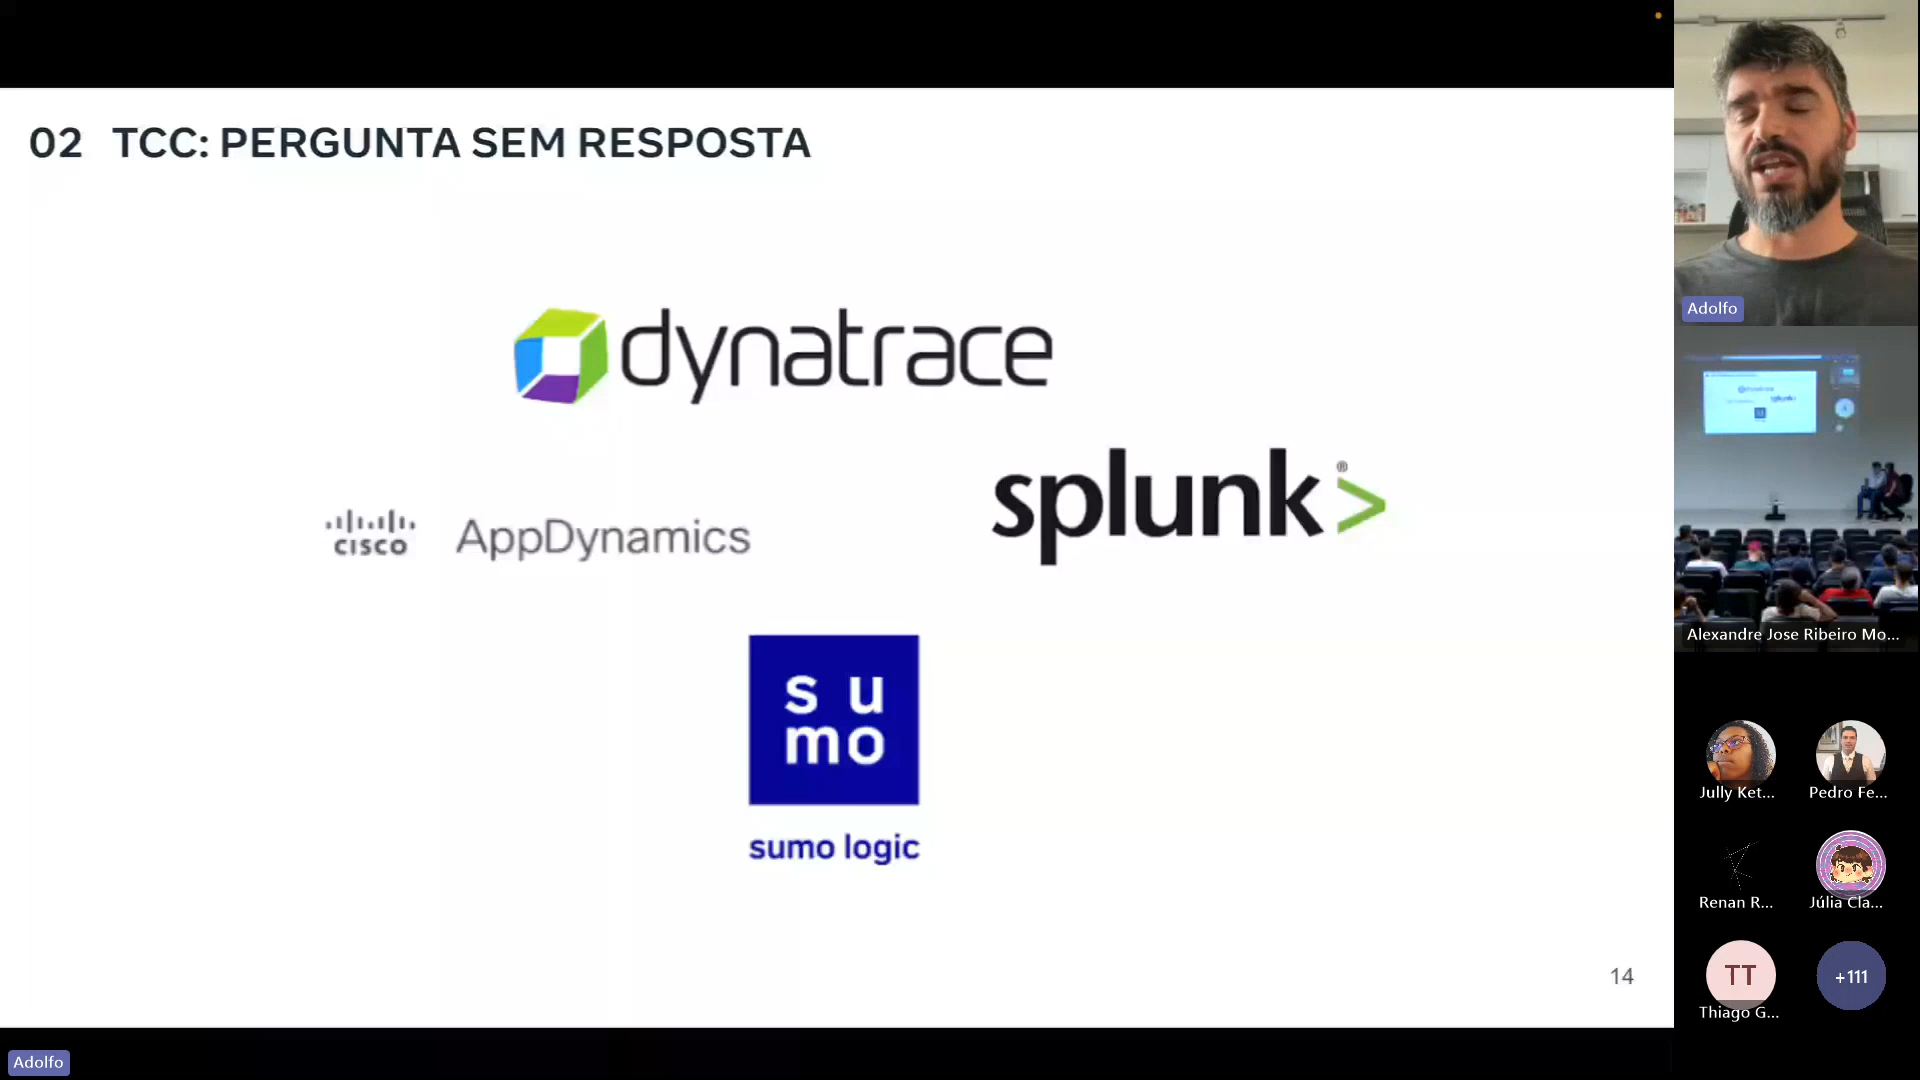 02 TCC: PERGUNTA SEM RESPOSTA
dynatrace
splunk> ®
CISCO AppDynamics
su
mo
sumo logic
14
Adolfo
Adolfo
Alexandre Jose Ribeiro Mo...
Jully Ket...
Pedro Fe...
Renan R...
Júlia Cla...
TT
Thiago G...
+111